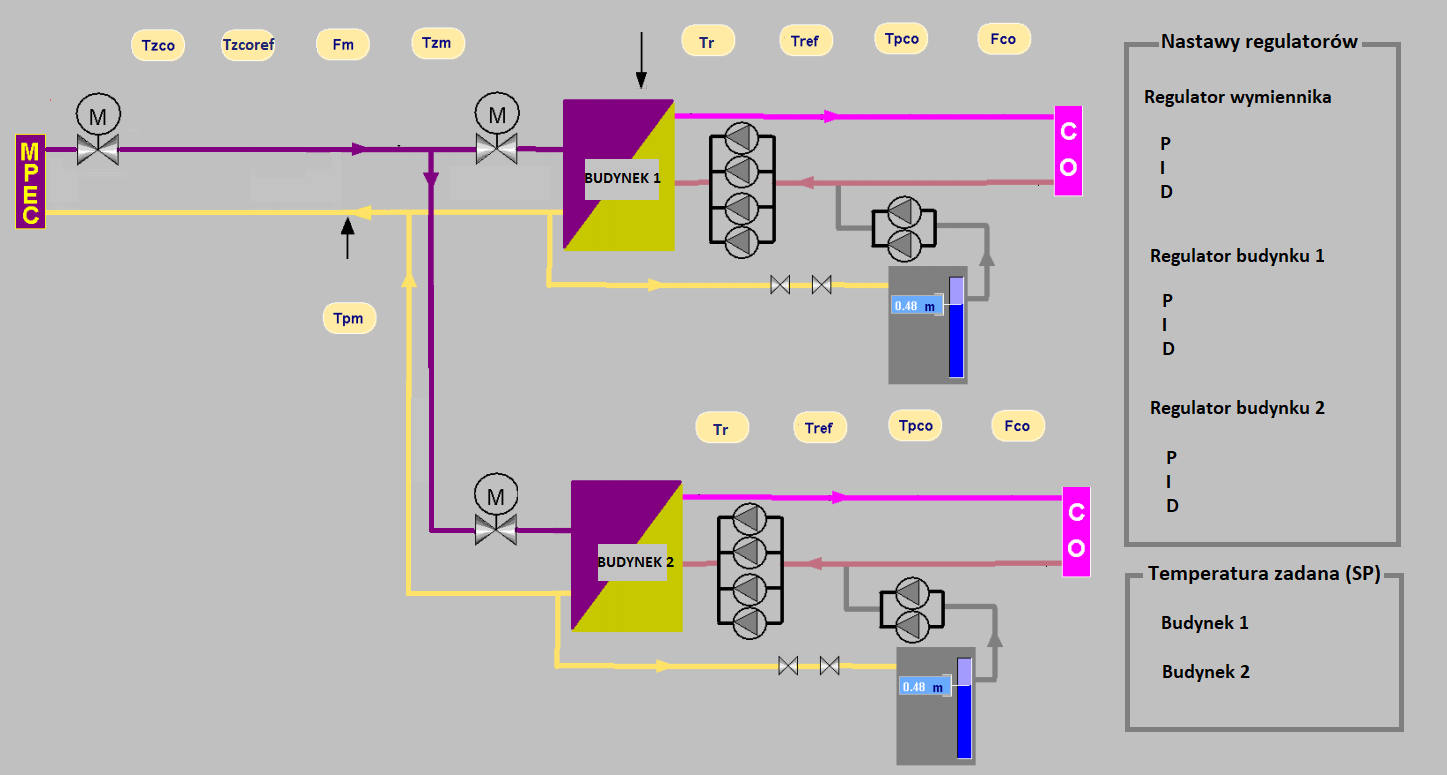 Tzco
Tzcoref
Fm
Tzm
Tr
Tref
Tpco
Fco
M
M
MPEC
BUDYNEK 1
CO
0.48 m
Tpm
Tr
Tref
Tpco
Fco
M
BUDYNEK 2
CO
0.48 m
Nastawy regulatorów
Regulator wymiennika
P
I
D
Regulator budynku 1
P
I
D
Regulator budynku 2
P
I
D
Temperatura zadana (SP)
Budynek 1
Budynek 2